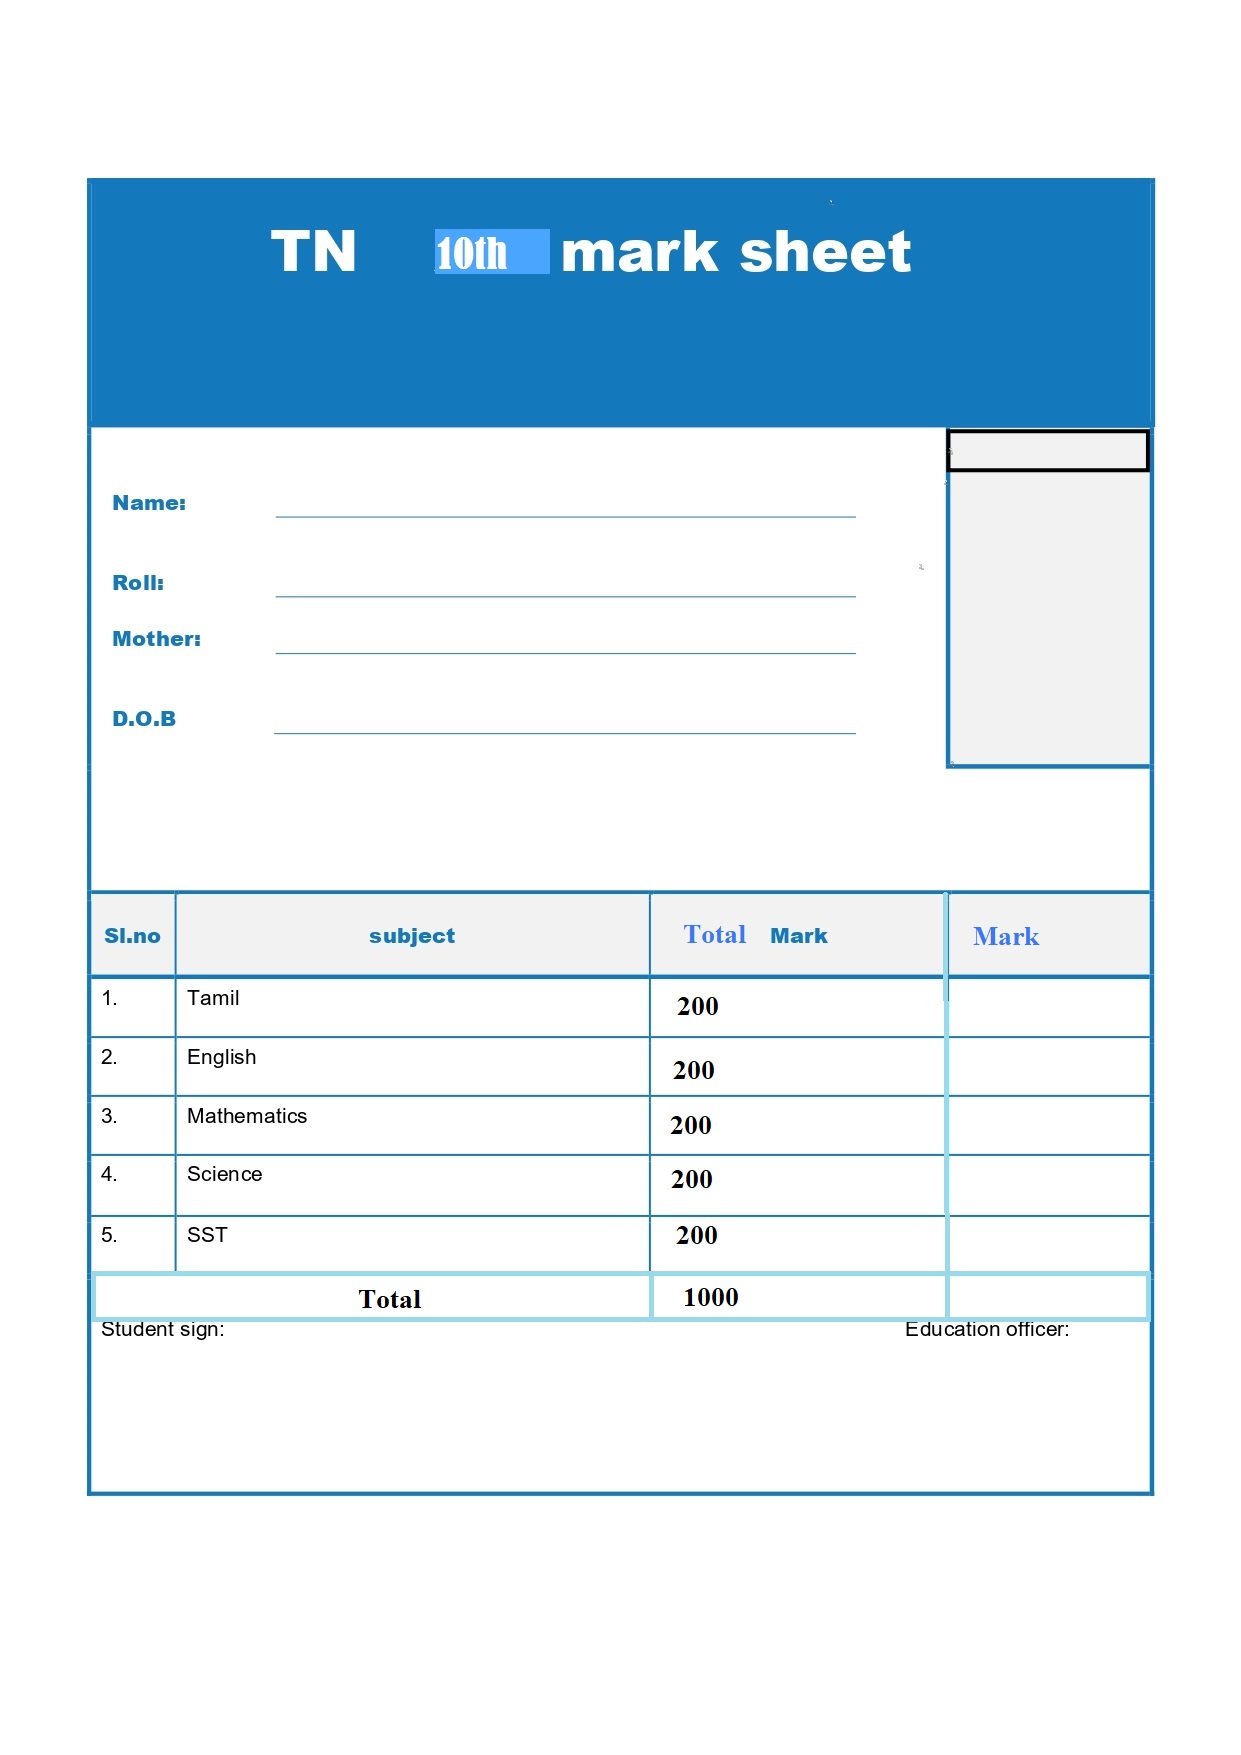 TN 10th mark sheet
Name:
Roll:
Mother:
D.O.B
Sl.no subject Total Mark Mark
1. Tamil 200
2. English 200
3. Mathematics 200
4. Science 200
5. SST 200
Total 1000
Student sign: Education officer: